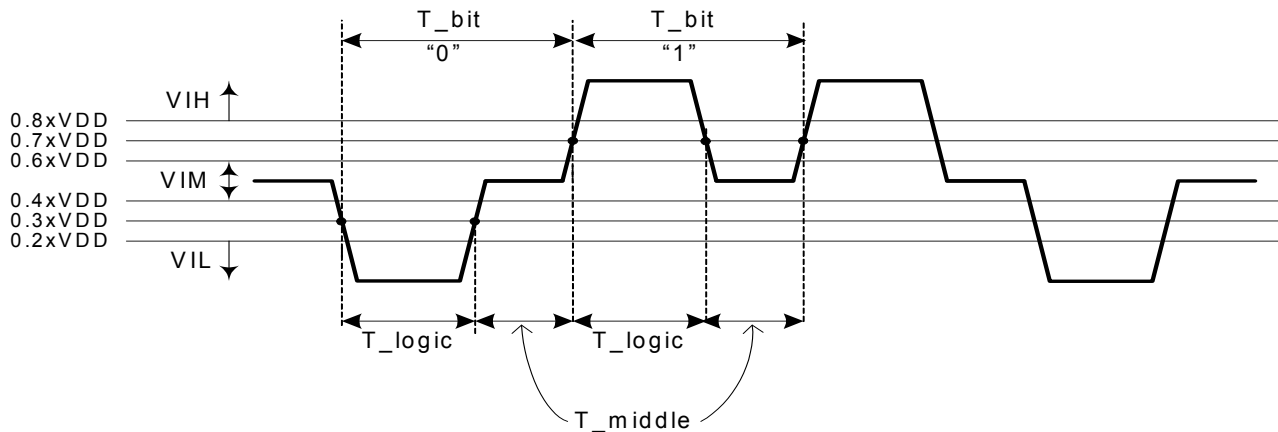 T_bit
“0”
T_bit
“1”
VIH
0.8xVDD
0.7xVDD
0.6xVDD
VIM
0.4xVDD
0.3xVDD
0.2xVDD
VIL
T_logic
T_logic
T_middle